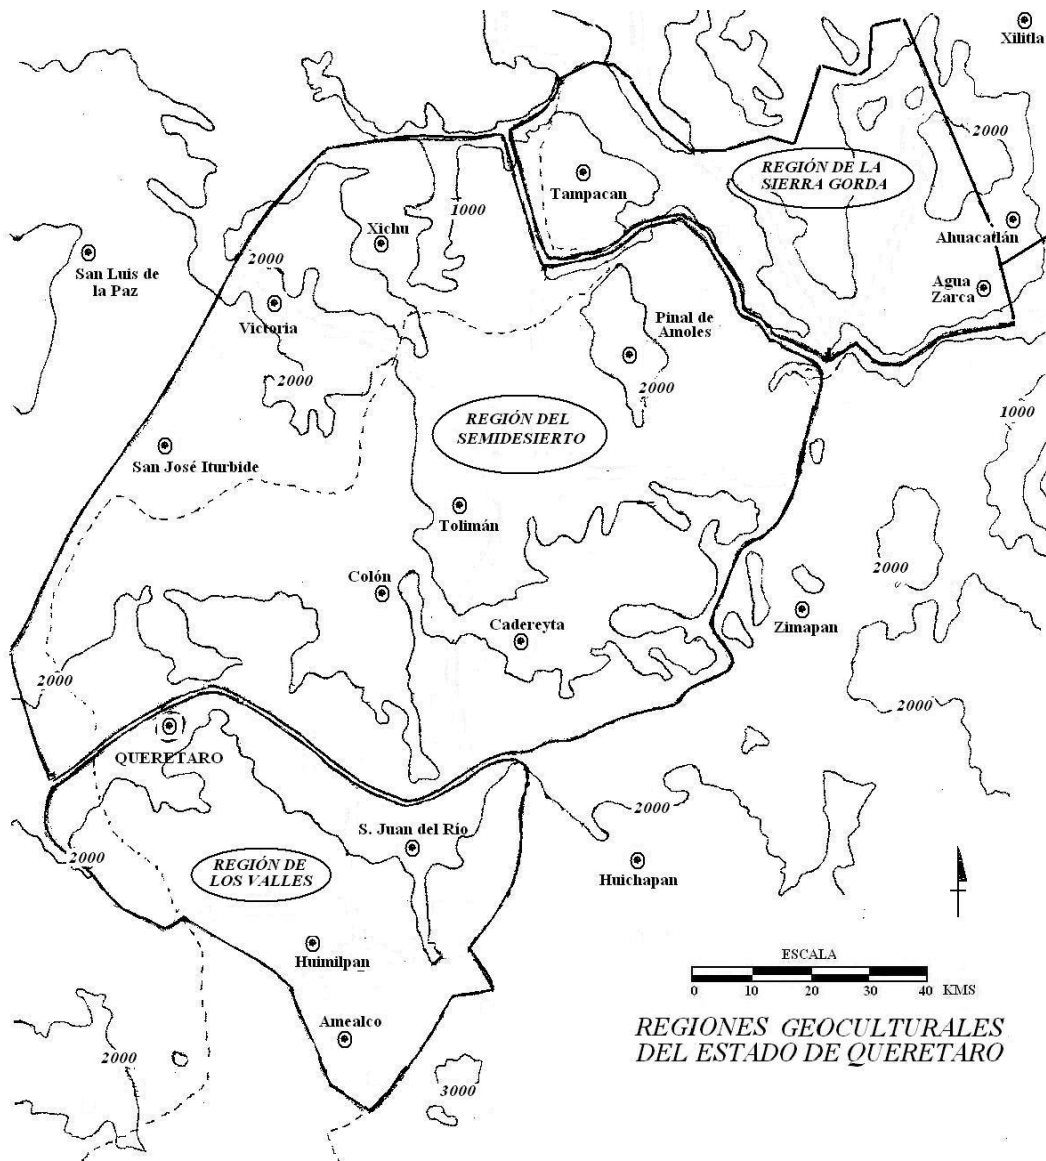 Xilitla
2000
REGIÓN DE LA
SIERRA GORDA
Tampacan
1000
Xichu
Ahuacatlán
San Luis de
la Paz
2000
Agua
Zarca
Victoria
Pinal de
Amoles
2000
2000
1000
REGIÓN DEL
SEMIDESIERTO
San José Iturbide
Tolimán
Colón
2000
Cadereyta
Zimapan
2000
2000
QUERETARO
2000
S. Juan del Río
2000
REGIÓN DE
LOS VALLES
Huichapan
Huimilpan
ESCALA
0 10 20 30 40 KMS
Amealco
REGIONES GEOCULTURALES
DEL ESTADO DE QUERETARO
2000
3000